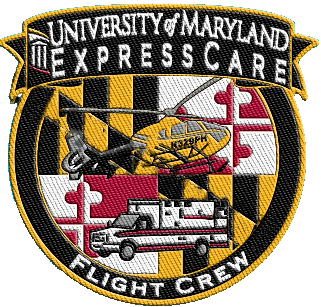 UNIVERSITY of MARYLAND
EXPRESSCARE
N329PH
FLIGHT CREW